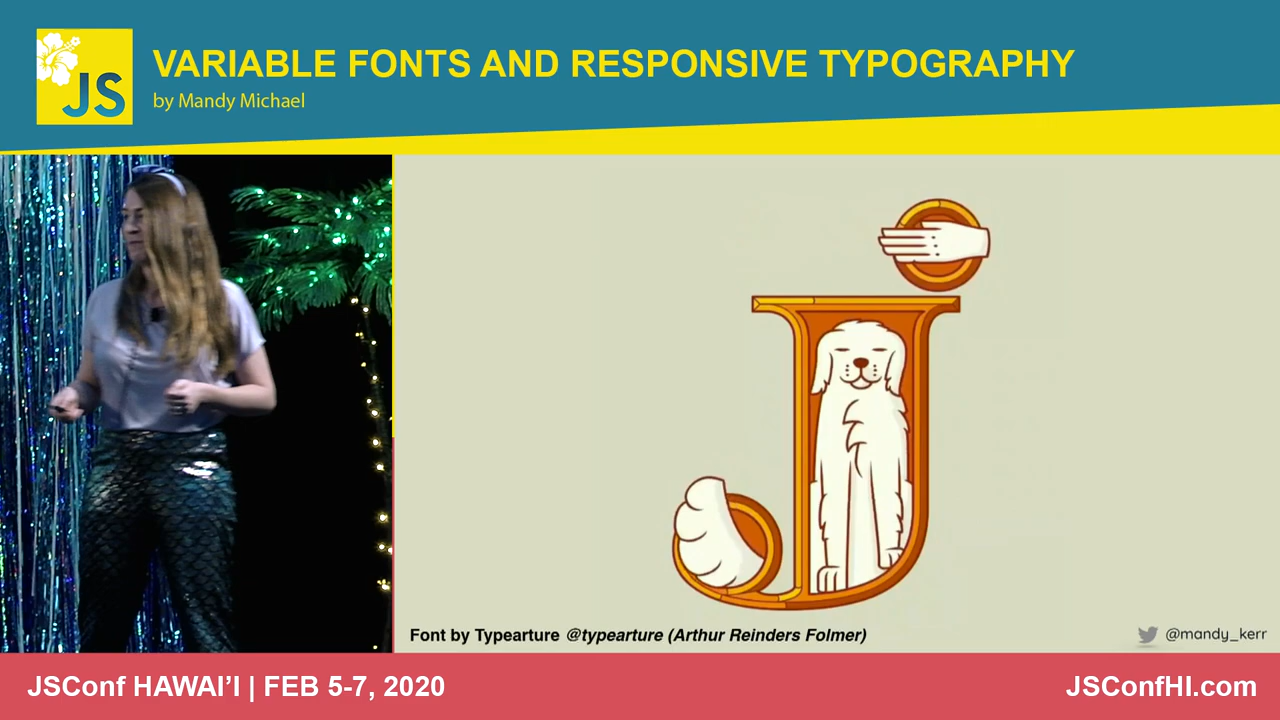 JS
VARIABLE FONTS AND RESPONSIVE TYPOGRAPHY
by Mandy Michael
j
Font by Typearture @typearture (Arthur Reinders Folmer)
@mandy_kerr
JSConf HAWAI’I | FEB 5-7, 2020
JSConfHI.com